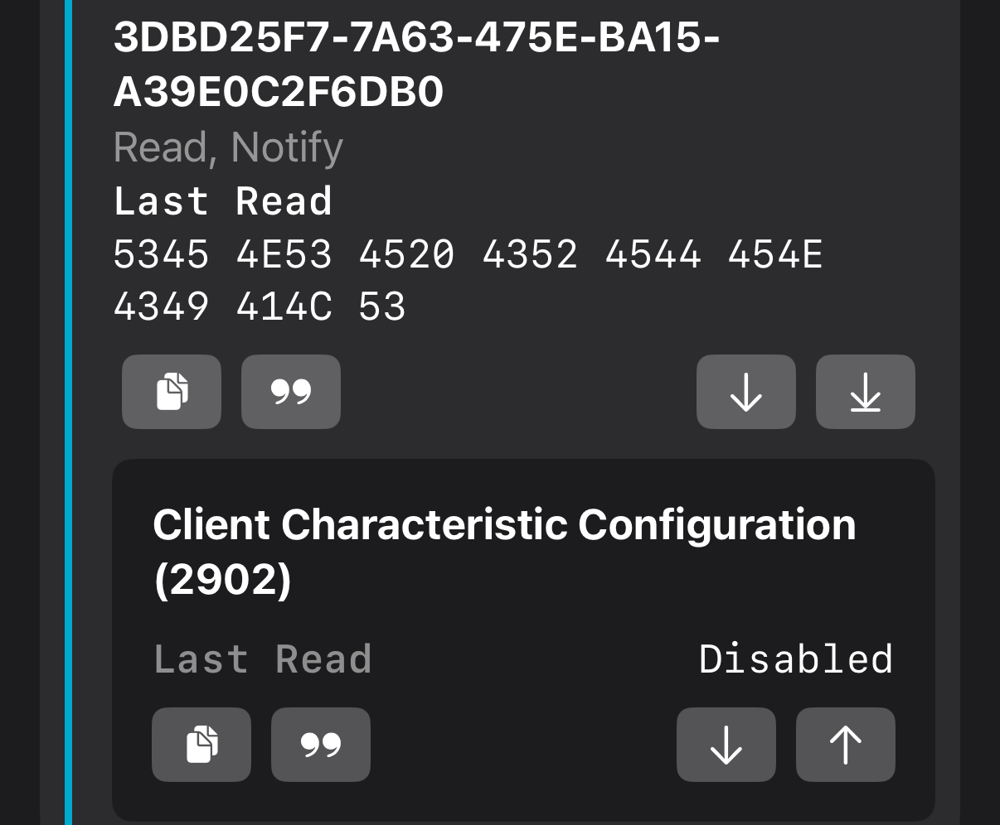 3DBD25F7-7A63-475E-BA15-
A39E0C2F6DB0
Read, Notify
Last Read
5345 4E53 4520 4352 4544 454E
4349 414C 53
Client Characteristic Configuration
(2902)
Last Read Disabled